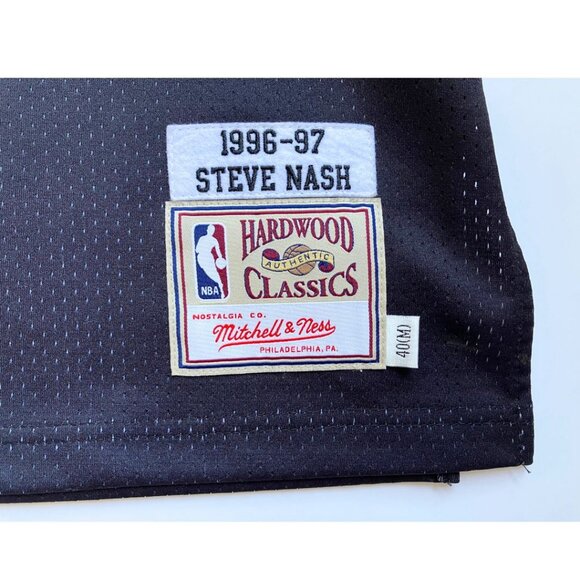 1996-97
STEVE NASH
NBA
HARDWOOD
AUTHENTIC
CLASSICS
NOSTALGIA CO.
Mitchell & Ness
PHILADELPHIA, PA.
40(M)